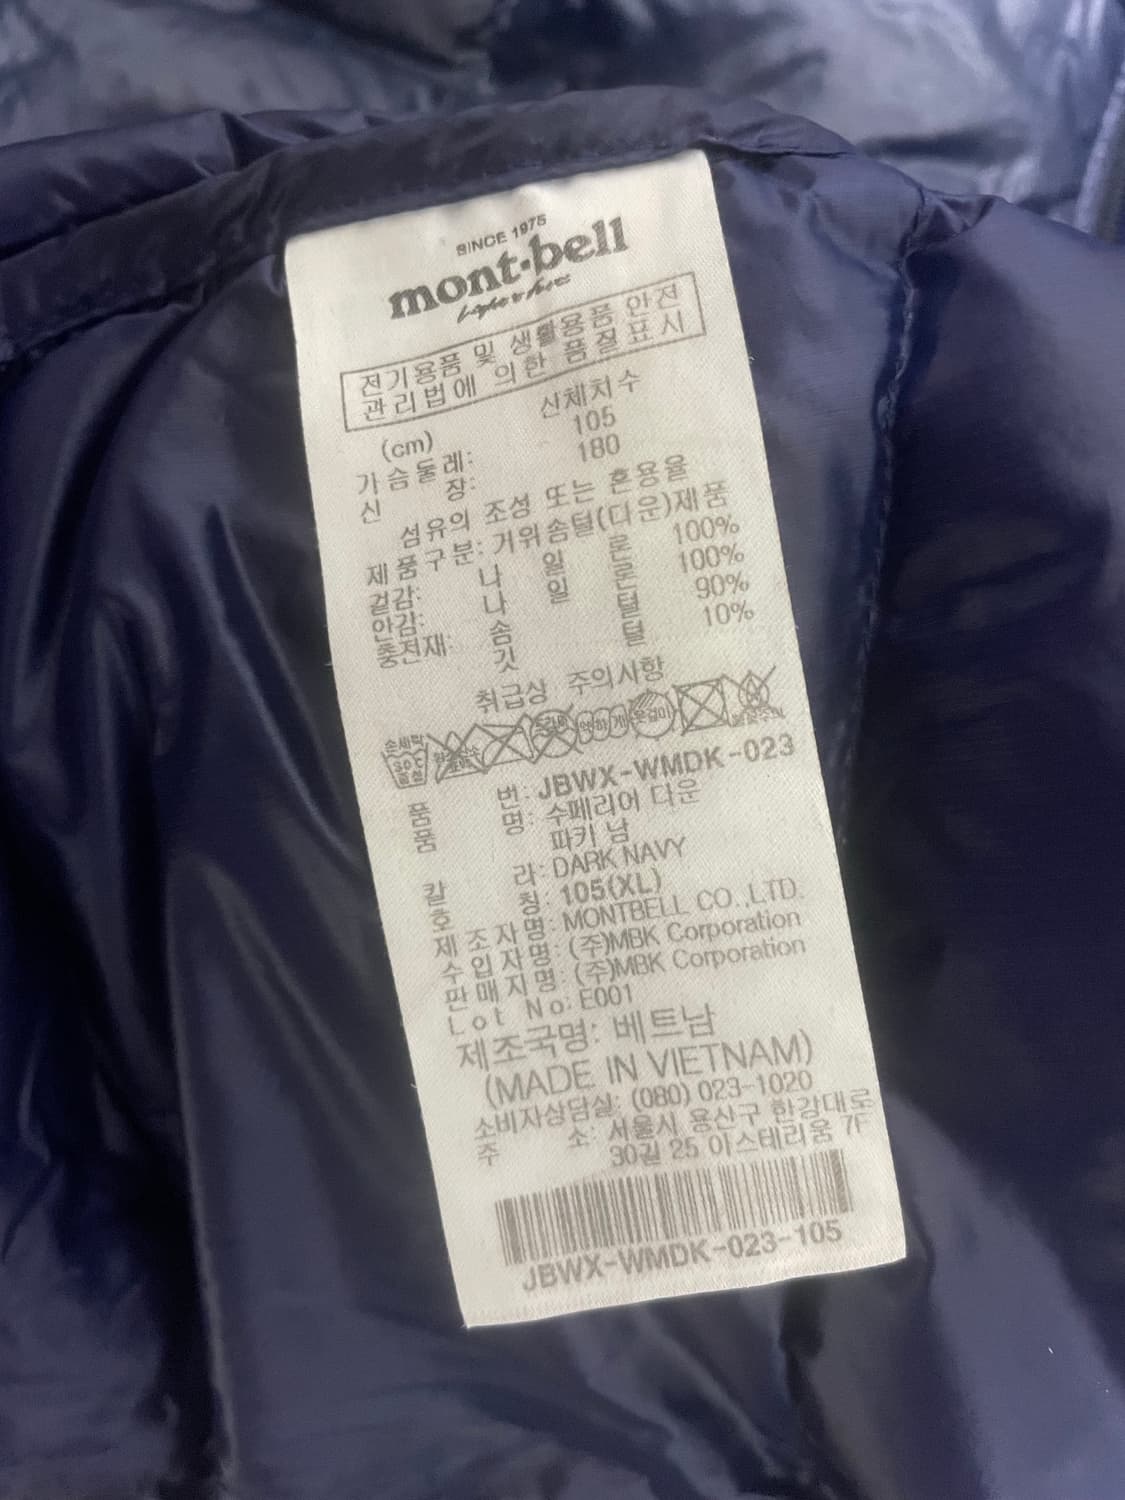 SINCE 1975
mont·bell
전기용품 및 생활용품 안전
관리법에 의한 품질표시
(cm) 신체치수
가슴둘레: 105
신 장: 180
섬유의 조성 또는 혼용율
제품구분: 거위솜털(다운)제품
겉감: 나 일 론 100%
안감: 나 일 론 100%
충전재: 솜 털 90%
깃 털 10%
취급상 주의사항
손세탁
30℃
품 번: JBWX-WMDK-023
품 명: 수페리어 다운
파키 남
칼 라: DARK NAVY
호 칭: 105(XL)
제 조 자 명: MONTBELL CO.,LTD.
수 입 자 명: (주)MBK Corporation
판 매 자 명: (주)MBK Corporation
Lot No: E001
제조국명: 베트남
(MADE IN VIETNAM)
소비자상담실: (080) 023-1020
주 소: 서울시 용산구 한강대로
30길 25 아스테리움 7F
JBWX-WMDK-023-105